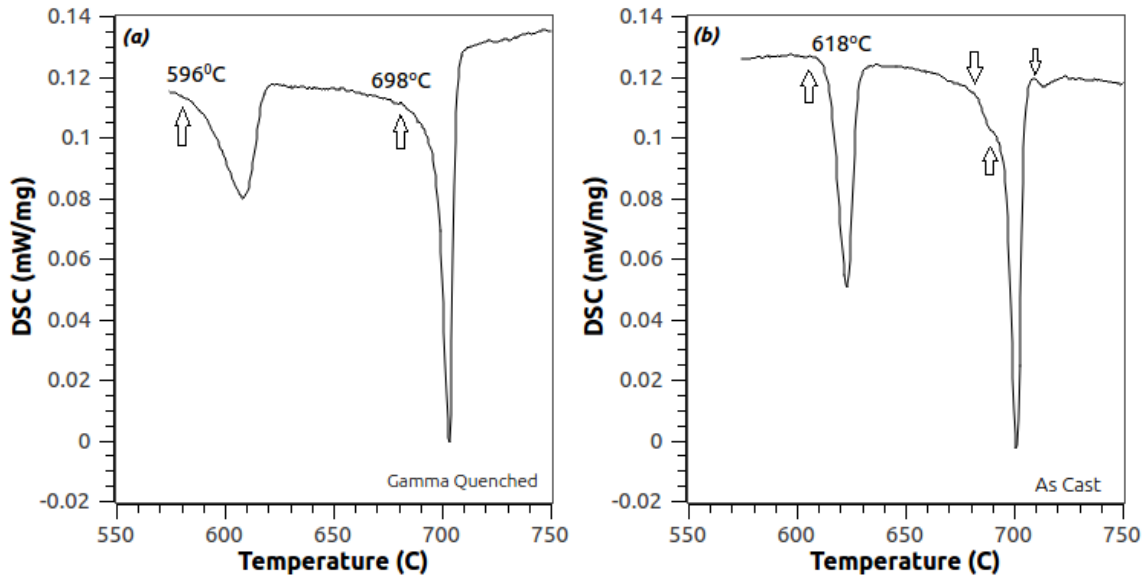 (a)
596⁰C
698ºC
Gamma Quenched
0.14
0.12
0.1
0.08
0.06
0.04
0.02
0
-0.02
550 600 650 700 750
DSC (mW/mg)
Temperature (C)
(b)
618ºC
As Cast
0.14
0.12
0.1
0.08
0.06
0.04
0.02
0
-0.02
550 600 650 700 750
DSC (mW/mg)
Temperature (C)